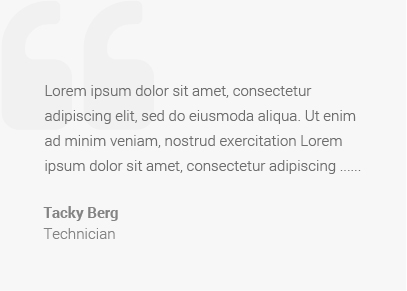 Lorem ipsum dolor sit amet, consectetur
adipiscing elit, sed do eiusmoda aliqua. Ut enim
ad minim veniam, nostrud exercitation Lorem
ipsum dolor sit amet, consectetur adipiscing ......
Tacky Berg
Technician